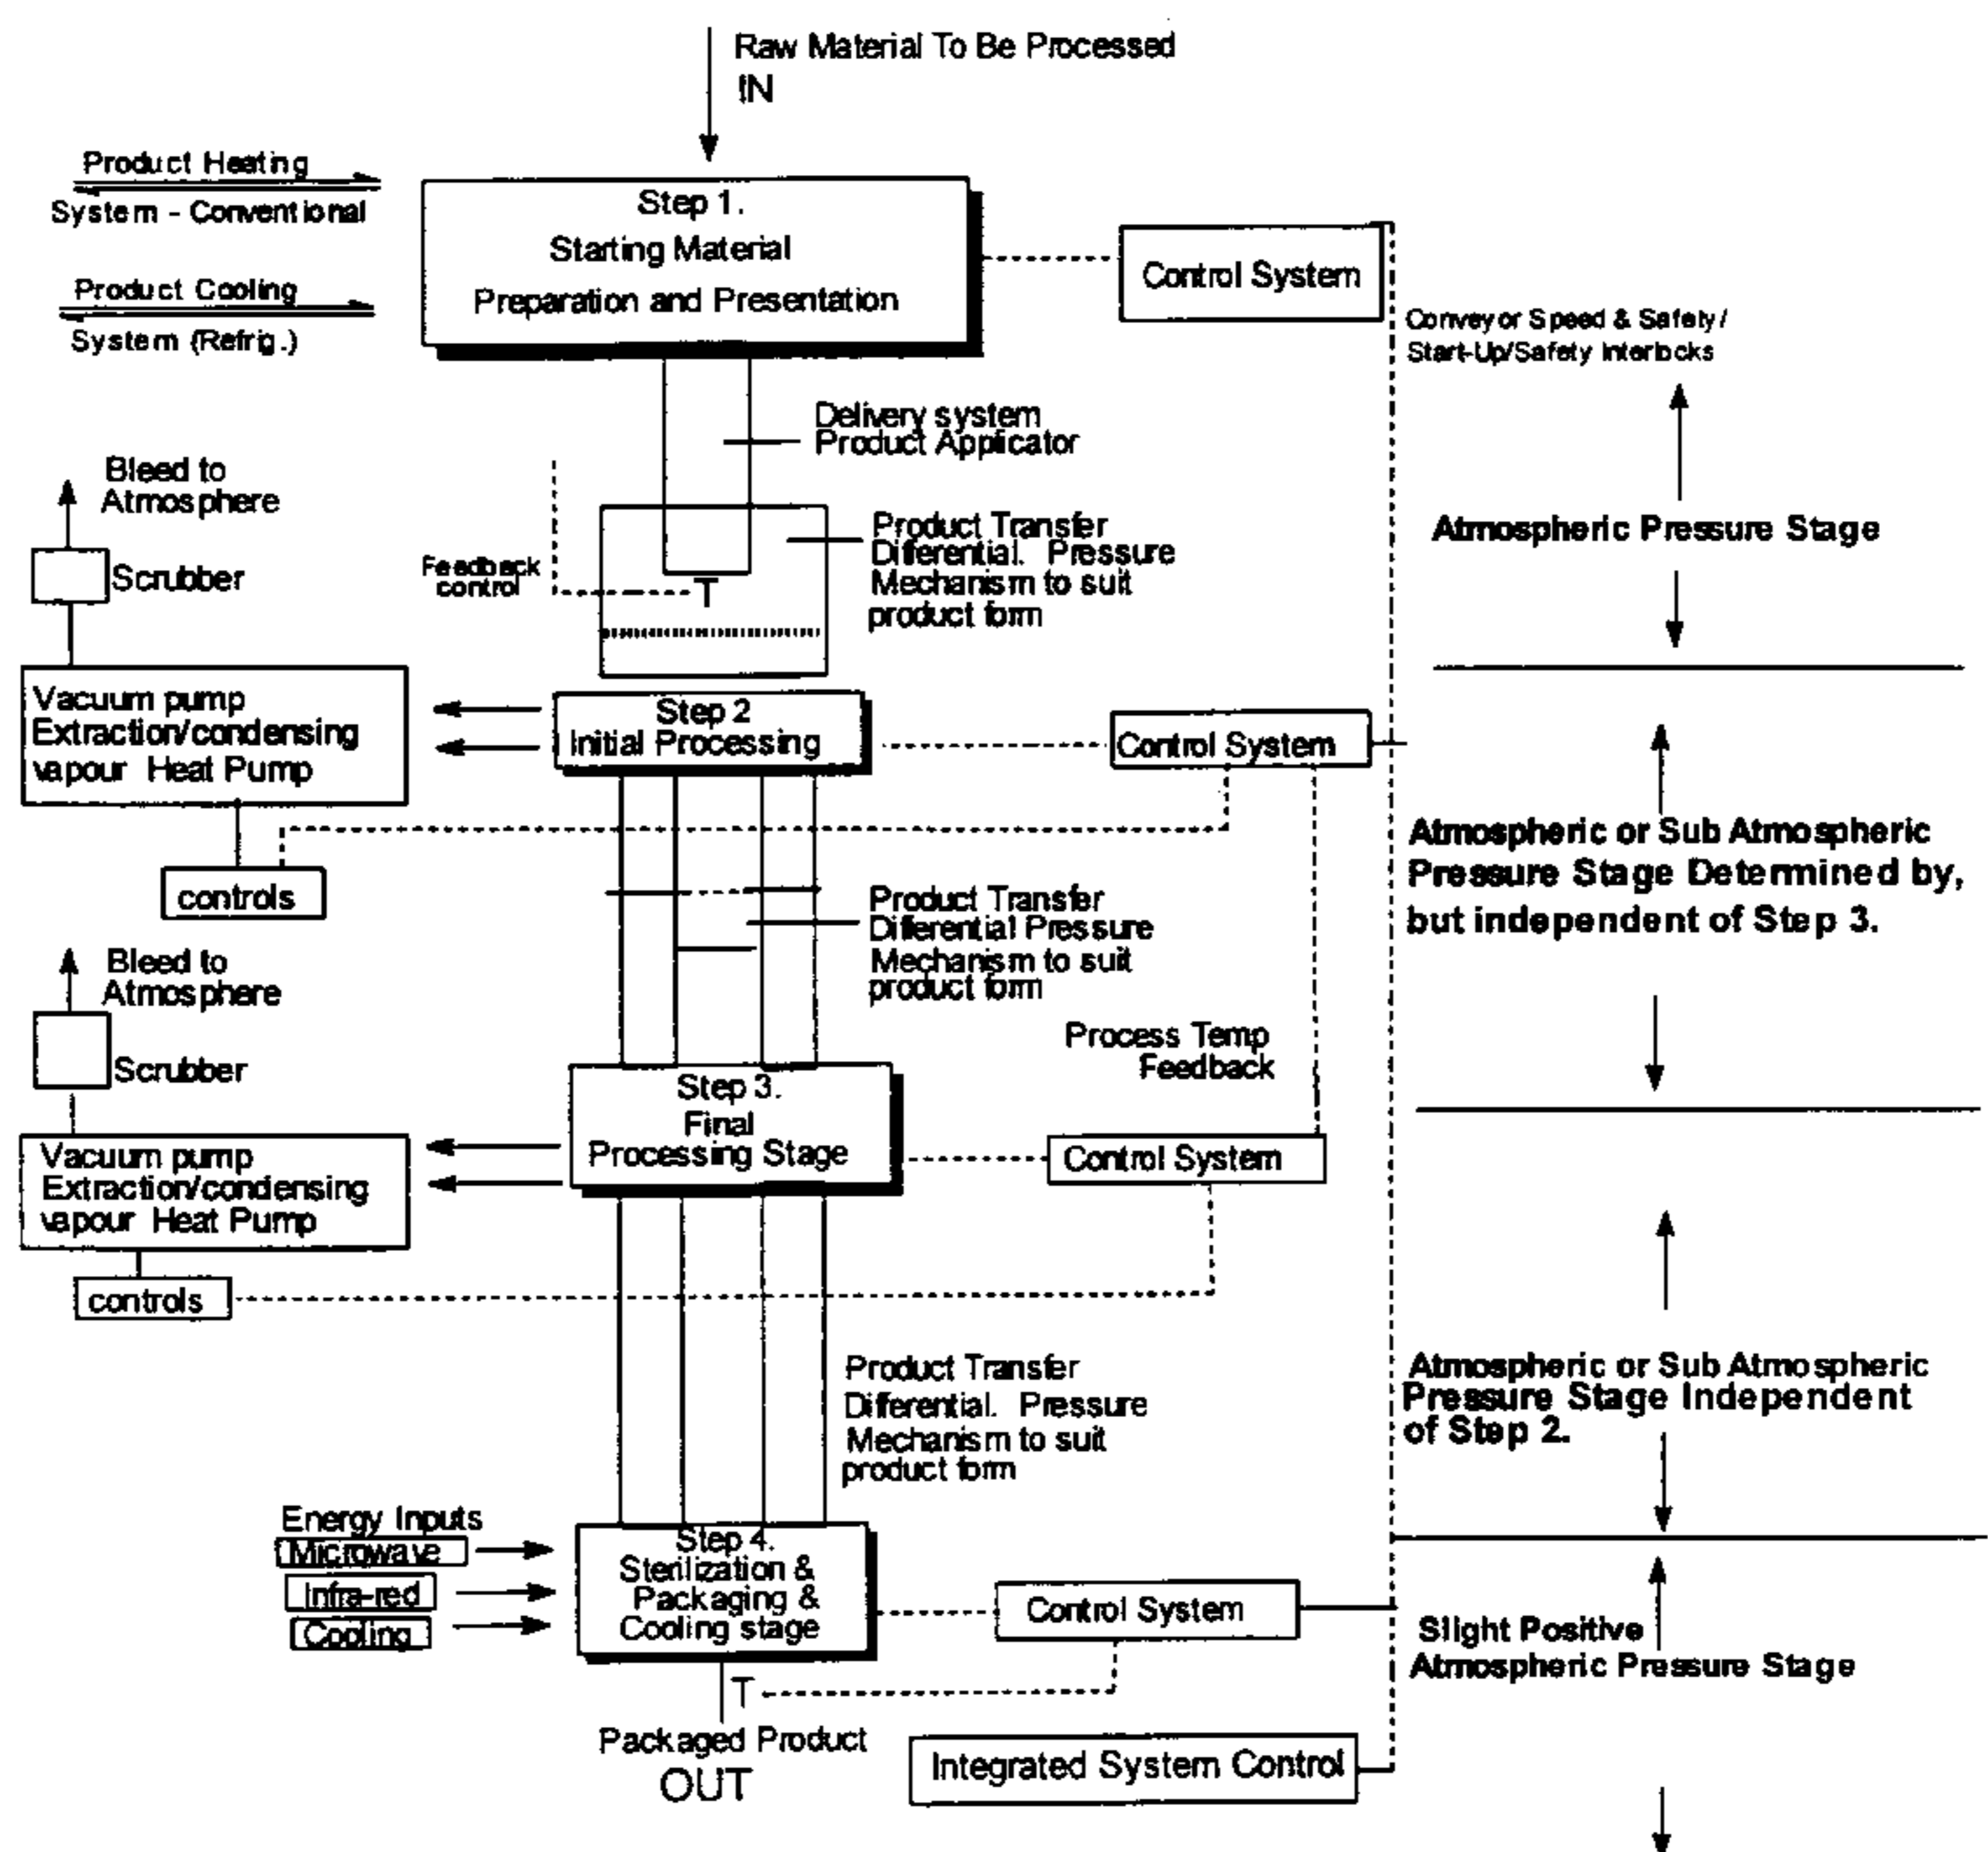 Raw Material To Be Processed
IN
Product Heating
System - Conventional
Step 1.
Starting Material
Preparation and Presentation
Control System
Product Cooling
System (Refrig.)
Conveyor Speed & Safety/
Start-Up/Safety Interlocks
Delivery system
Product Applicator
Bleed to
Atmosphere
Scrubber
Feedback
control
T
Product Transfer
Differential. Pressure
Mechanism to suit
product form
Atmospheric Pressure Stage
Vacuum pump
Extraction/condensing
vapour Heat Pump
Step 2
Initial Processing
Control System
controls
Product Transfer
Differential Pressure
Mechanism to suit
product form
Atmospheric or Sub Atmospheric
Pressure Stage Determined by,
but independent of Step 3.
Bleed to
Atmosphere
Scrubber
Process Temp
Feedback
Vacuum pump
Extraction/condensing
vapour Heat Pump
Step 3.
Final
Processing Stage
Control System
controls
Product Transfer
Differential. Pressure
Mechanism to suit
product form
Atmospheric or Sub Atmospheric
Pressure Stage Independent
of Step 2.
Energy Inputs
Microwave
Infra-red
Cooling
Step 4.
Sterilization &
Packaging &
Cooling stage
Control System
Slight Positive
Atmospheric Pressure Stage
T
Packaged Product
OUT
Integrated System Control